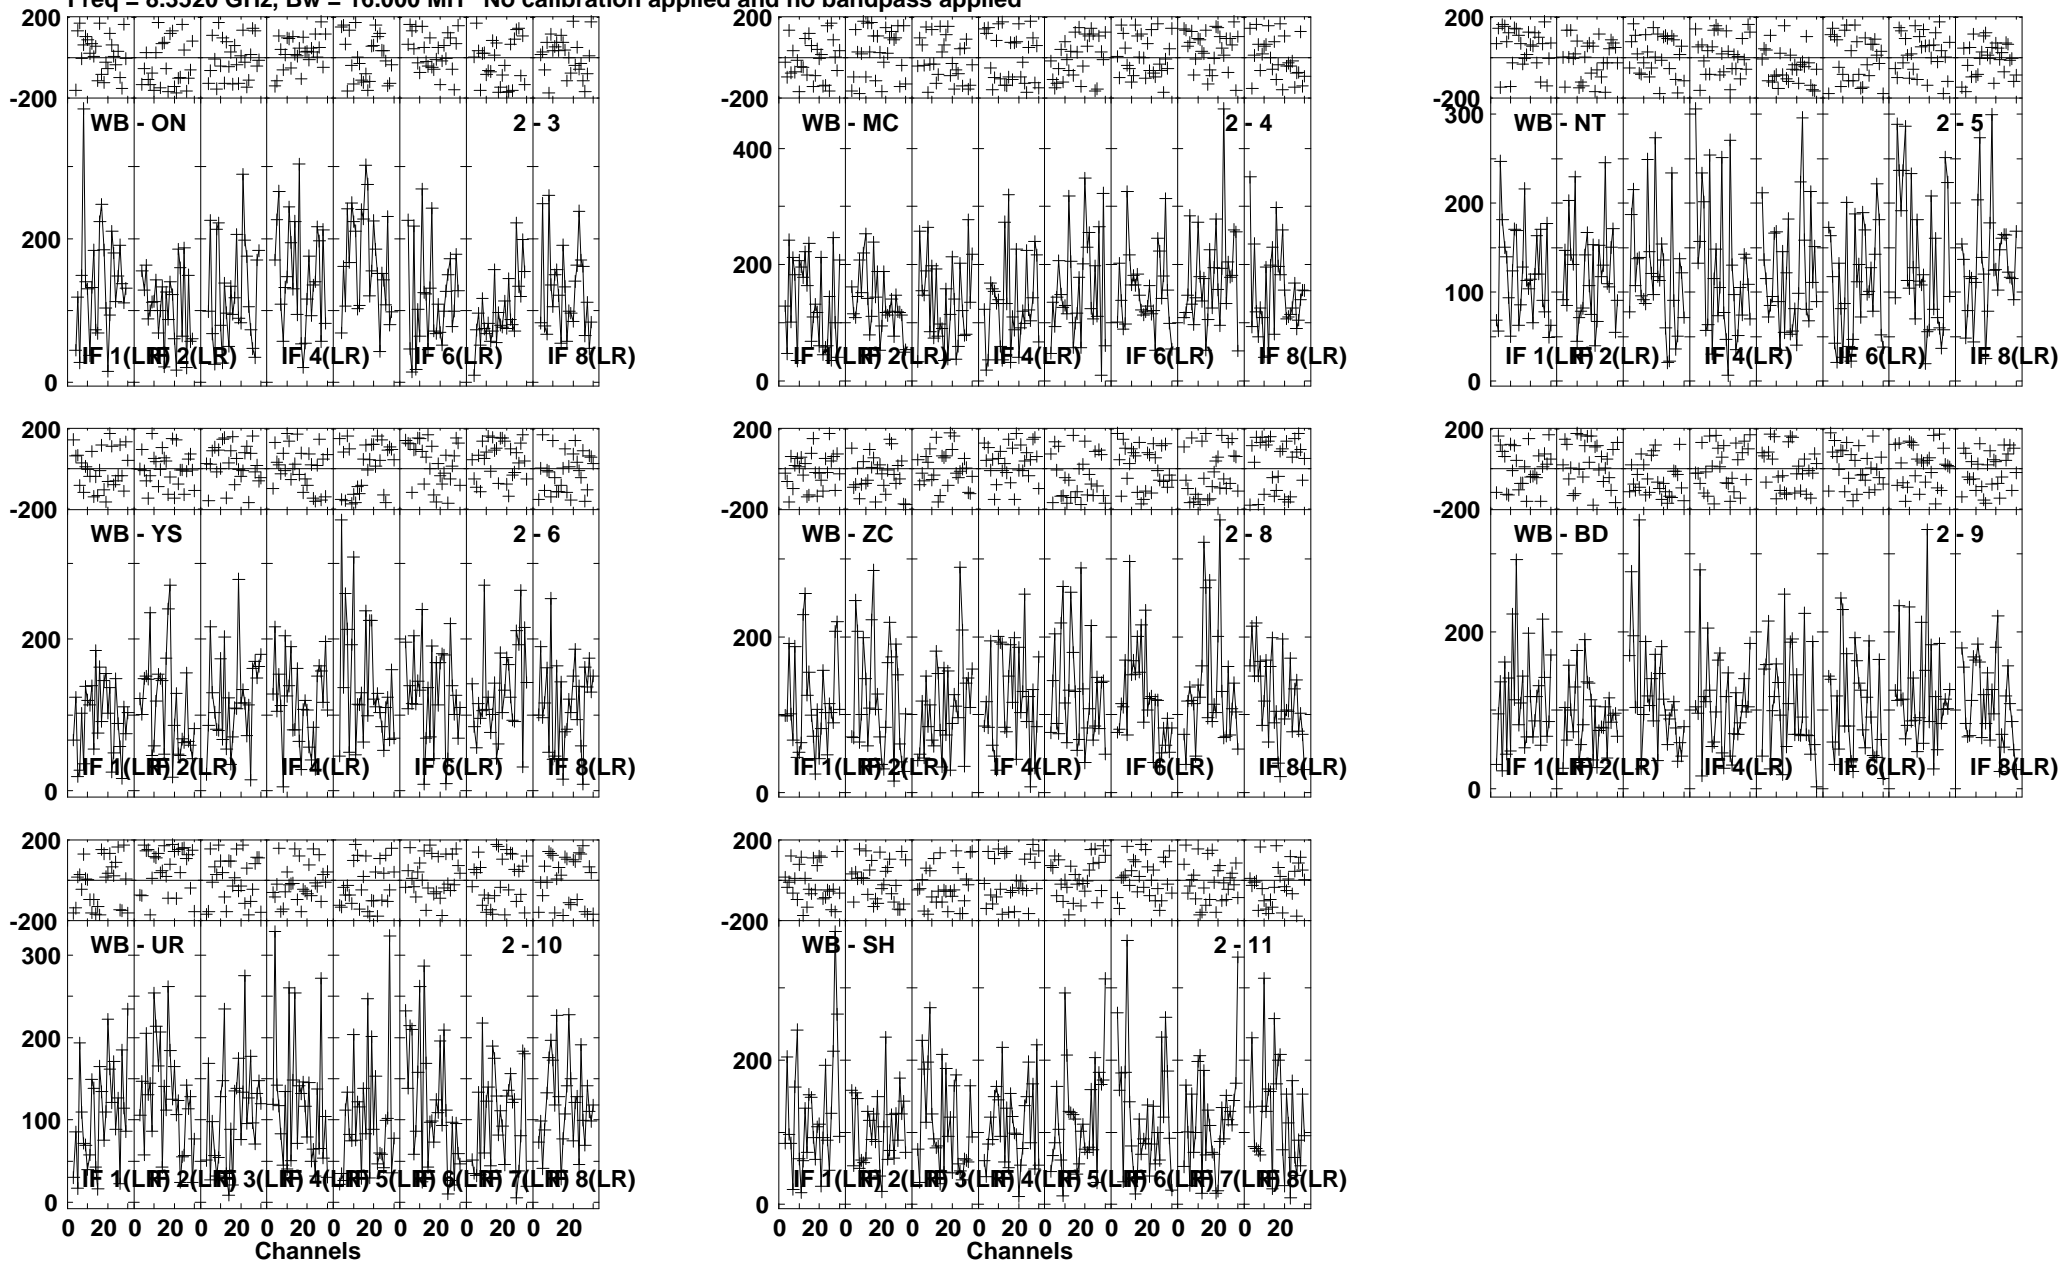 Freq = 8.3520 GHz, Bw = 16.000 MH No calibration applied and no bandpass applied
200 200 200
-200 -200 -200
WB - ON 2 - 3 WB - MC 2 - 4 WB - NT 2 - 5
300
400
200 200 200
100
IF 1(LR) IF 2(LR) IF 4(LR) IF 6(LR) IF 8(LR) IF 1(LR) IF 2(LR) IF 4(LR) IF 6(LR) IF 8(LR) IF 1(LR) IF 2(LR) IF 4(LR) IF 6(LR) IF 8(LR)
0 0 0
200 200 200
-200 -200 -200
WB - YS 2 - 6 WB - ZC 2 - 8 WB - BD 2 - 9
200 200 200
IF 1(LR) IF 2(LR) IF 4(LR) IF 6(LR) IF 8(LR) IF 1(LR) IF 2(LR) IF 4(LR) IF 6(LR) IF 8(LR) IF 1(LR) IF 2(LR) IF 4(LR) IF 6(LR) IF 8(LR)
0 0 0
200 200
-200 -200
WB - UR 2 - 10 WB - SH 2 - 11
300
200 200
100
IF 1(LR) IF 2(LR) IF 3(LR) IF 4(LR) IF 5(LR) IF 6(LR) IF 7(LR) IF 8(LR) IF 1(LR) IF 2(LR) IF 3(LR) IF 4(LR) IF 5(LR) IF 6(LR) IF 7(LR) IF 8(LR)
0 0
0 20 0 20 0 20 0 20 0 20 0 20 0 20 0 20 0 20 0 20 0 20 0 20 0 20 0 20 0 20 0 20
Channels Channels